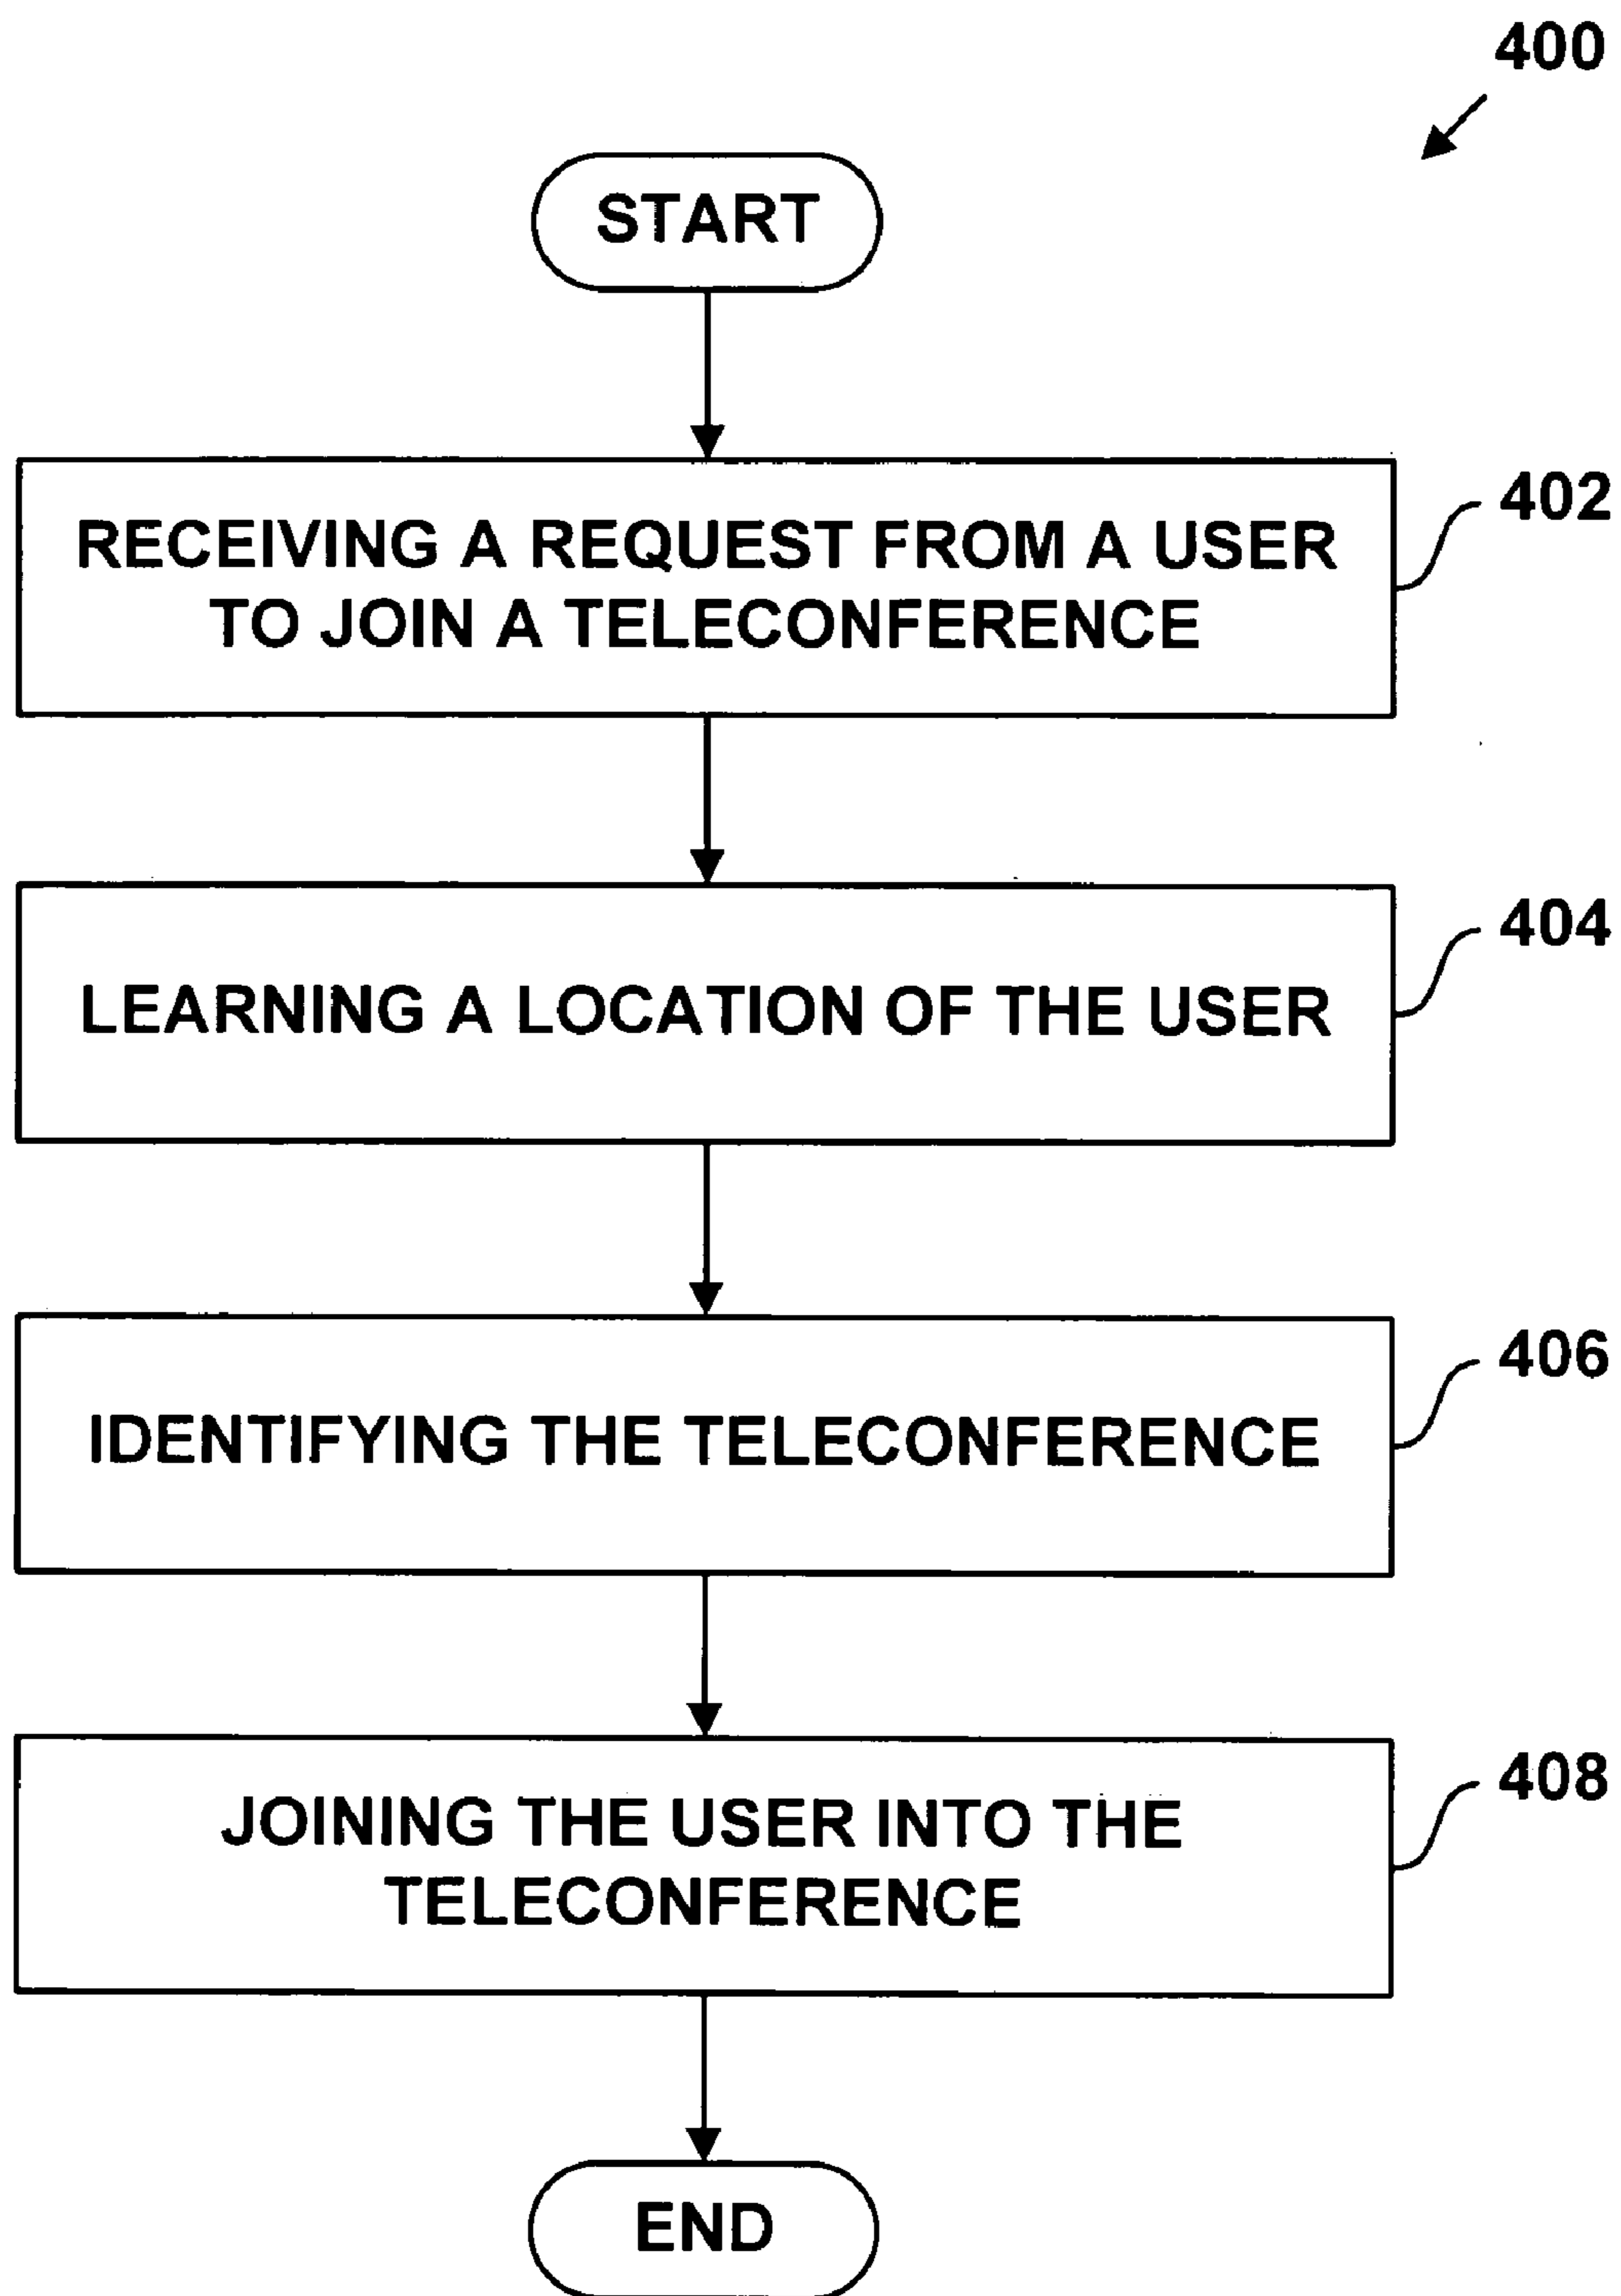 400
START
RECEIVING A REQUEST FROM A USER
TO JOIN A TELECONFERENCE
402
LEARNING A LOCATION OF THE USER
404
IDENTIFYING THE TELECONFERENCE
406
JOINING THE USER INTO THE
TELECONFERENCE
408
END